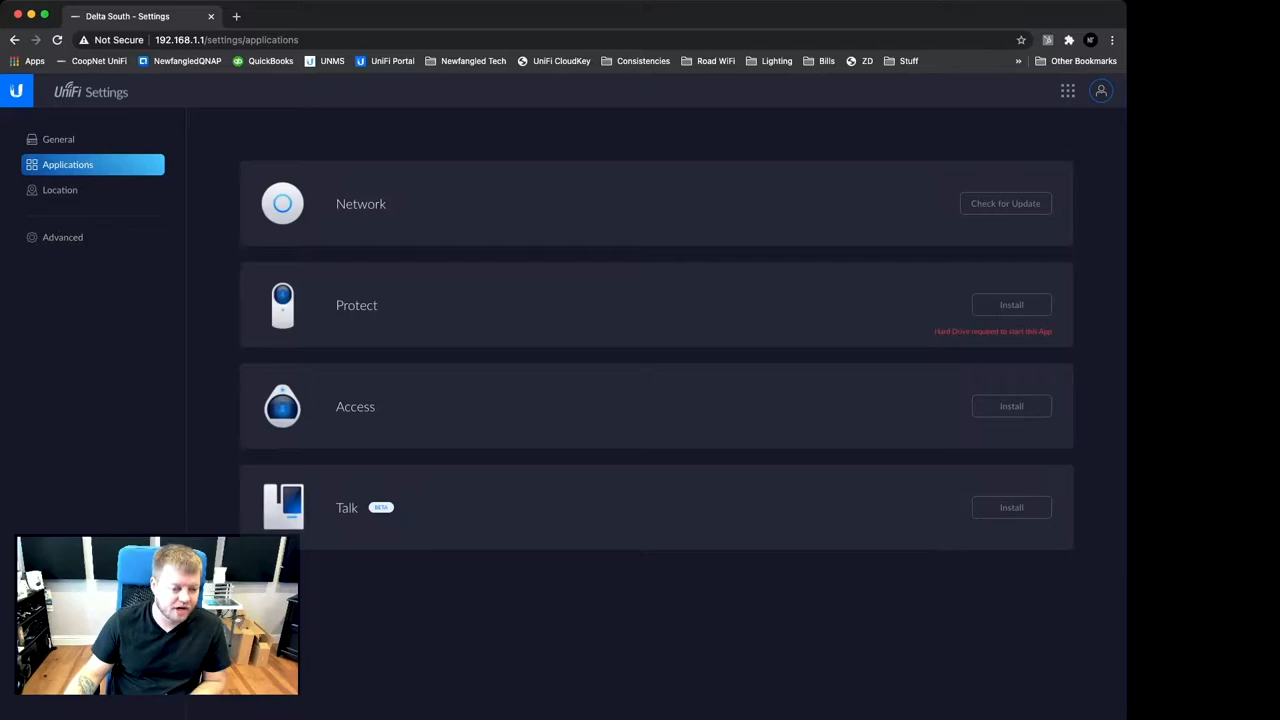 Delta South - Settings
Not Secure 192.168.1.1/settings/applications
NT
Apps CoopNet UniFi NewfangledQNAP QuickBooks UNMS UniFi Portal Newfangled Tech UniFi CloudKey Consistencies Road WiFi Lighting Bills ZD Stuff » Other Bookmarks
UniFi Settings
General
Applications
Location
Advanced
Network
Check for Update
Protect
Install
Hard Drive required to start this App
Access
Install
Talk BETA
Install